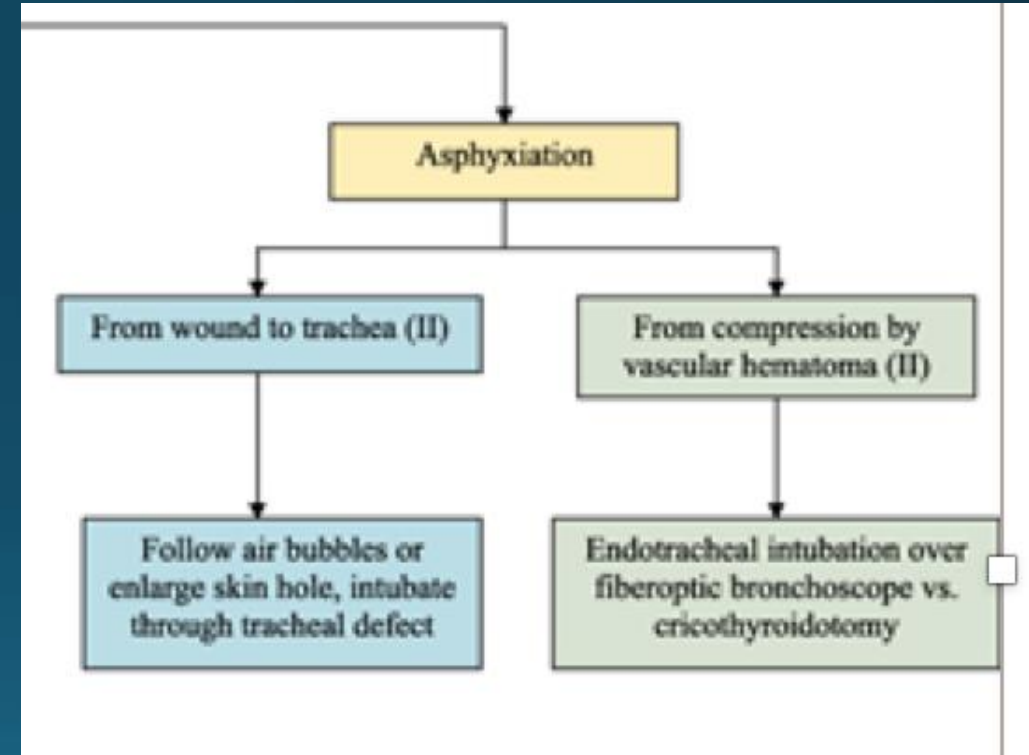 Asphyxiation
From wound to trachea (II)
From compression by
vascular hematoma (II)
Follow air bubbles or
enlarge skin hole, intubate
through tracheal defect
Endotracheal intubation over
fiberoptic bronchoscope vs.
cricothyroidotomy